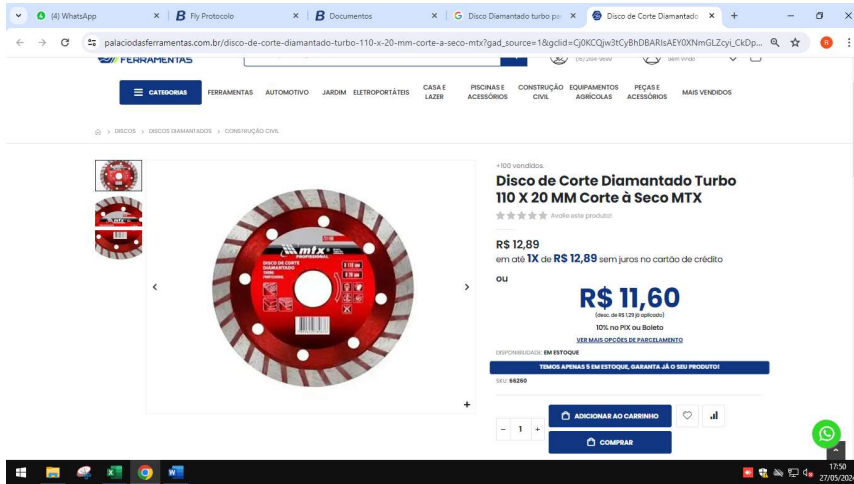 (4) WhatsApp
Fly Protocolo
Documentos
Disco Diamantado turbo par
Disco de Corte Diamantado
palaciodasferramentas.com.br/disco-de-corte-diamantado-turbo-110-x-20-mm-corte-a-seco-mtx?gad_source=1&gclid=Cj0KCQjw3tCyBhDBARIsAEY0XNmGLZcyi_CkDp...
FERRAMENTAS
CATEGORIAS
FERRAMENTAS
AUTOMOTIVO
JARDIM
ELETROPORTÁTEIS
CASA E
LAZER
PISCINAS E
ACESSÓRIOS
CONSTRUÇÃO
CIVIL
EQUIPAMENTOS
AGRÍCOLAS
PEÇAS E
ACESSÓRIOS
MAIS VENDIDOS
DISCOS > DISCOS DIAMANTADOS > CONSTRUÇÃO CIVIL
+100 vendidos.
Disco de Corte Diamantado Turbo
110 X 20 MM Corte à Seco MTX
Avalie este produto!
R$ 12,89
em até 1X de R$ 12,89 sem juros no cartão de crédito
ou
R$ 11,60
(desc. de R$ 1,29 já aplicado)
10% no PIX ou Boleto
VER MAIS OPÇÕES DE PARCELAMENTO
DISPONIBILIDADE: EM ESTOQUE
TEMOS APENAS 5 EM ESTOQUE, GARANTA JÁ O SEU PRODUTO!
SKU: 66260
- 1 +
ADICIONAR AO CARRINHO
COMPRAR
mtx
PROFISSIONAL
DISCO DE CORTE
DIAMANTADO
TURBO
17:50
27/05/2024